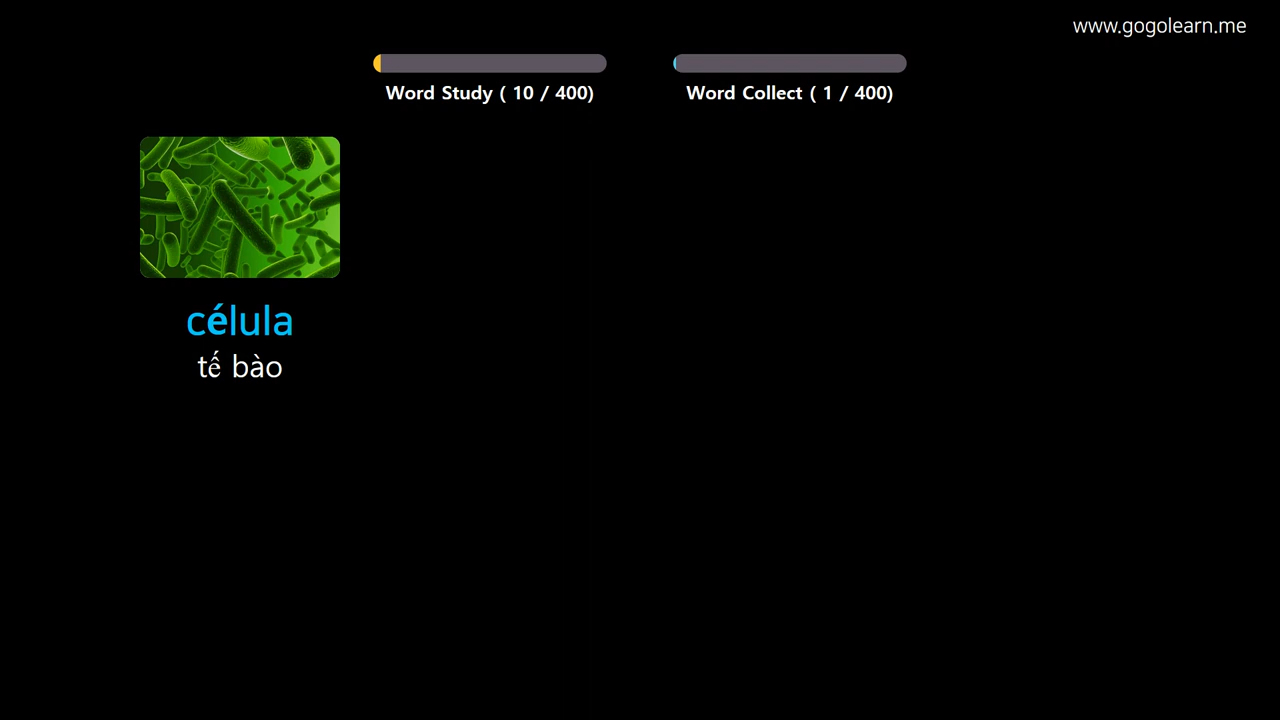 www.gogolearn.me
Word Study ( 10 / 400)
Word Collect ( 1 / 400)
célula
tế bào